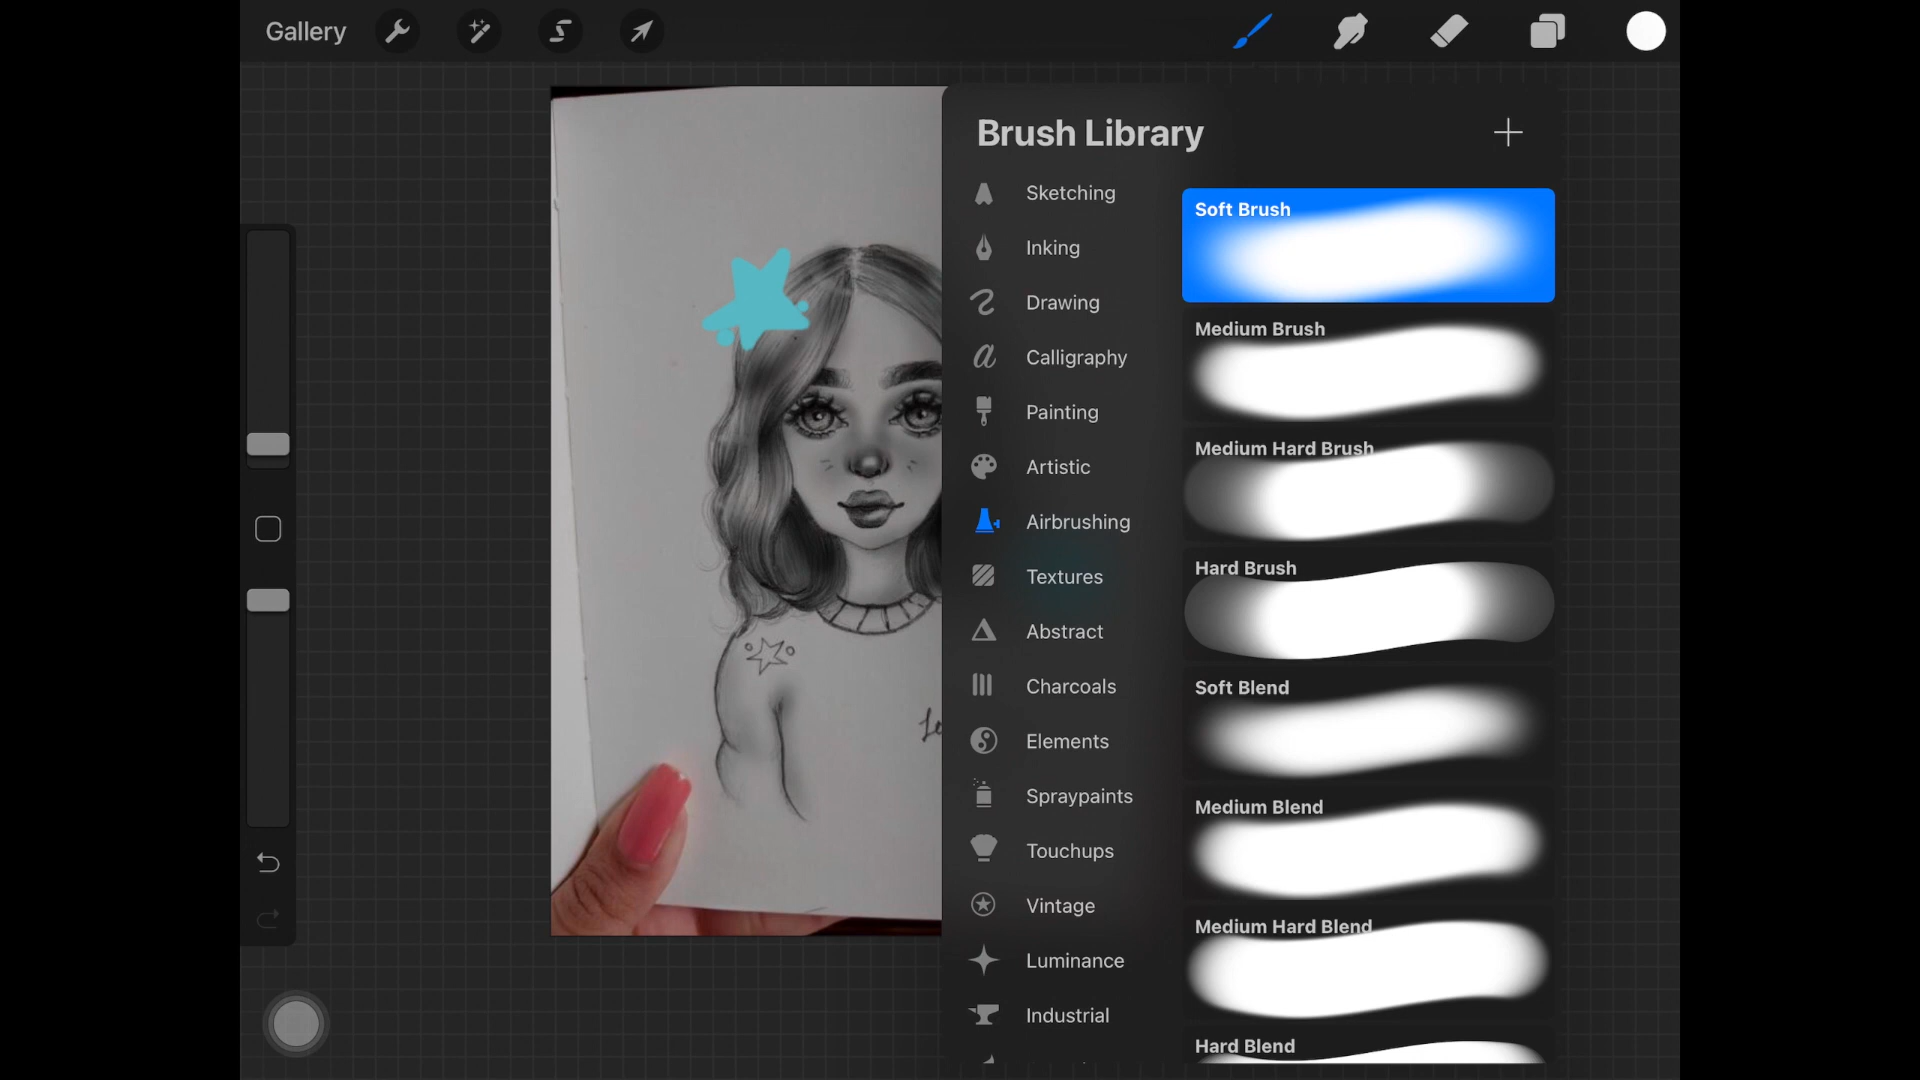 Gallery
Brush Library
Sketching
Inking
Drawing
Calligraphy
Painting
Artistic
Airbrushing
Textures
Abstract
Charcoals
Elements
Spraypaints
Touchups
Vintage
Luminance
Industrial
Soft Brush
Medium Brush
Medium Hard Brush
Hard Brush
Soft Blend
Medium Blend
Medium Hard Blend
Hard Blend